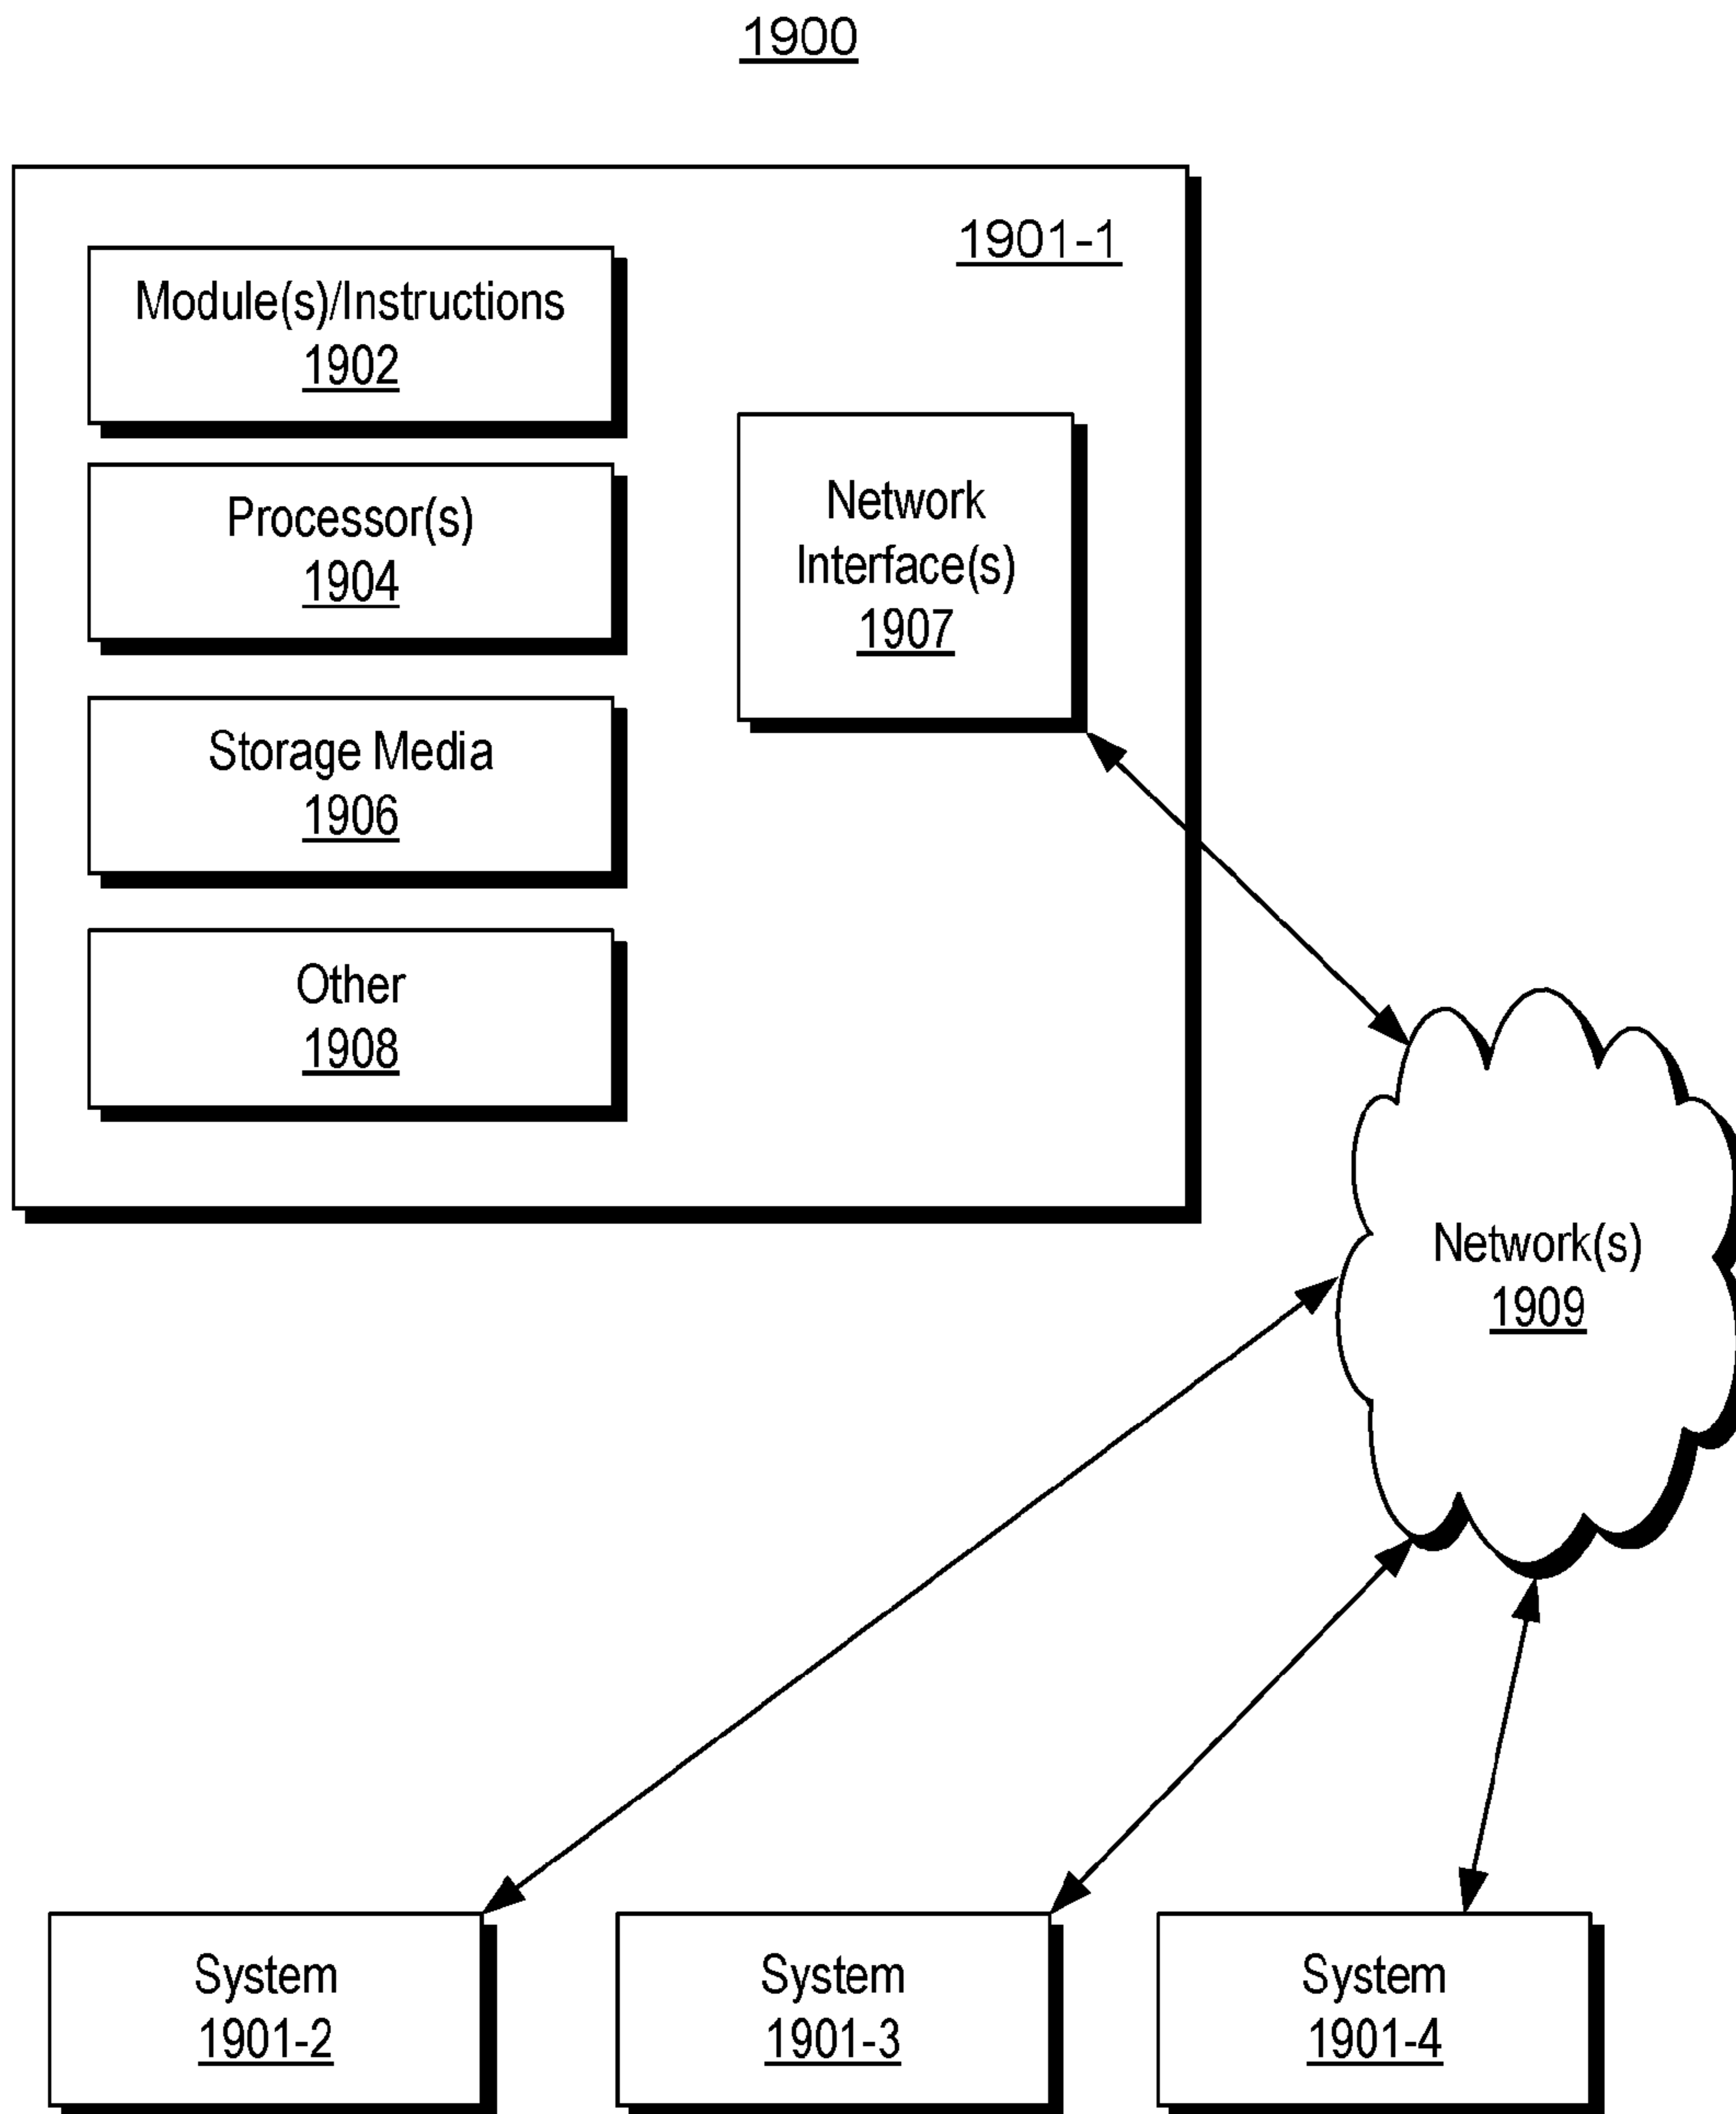 1900
1901-1
Module(s)/Instructions
1902
Processor(s)
1904
Network
Interface(s)
1907
Storage Media
1906
Other
1908
Network(s)
1909
System
1901-2
System
1901-3
System
1901-4